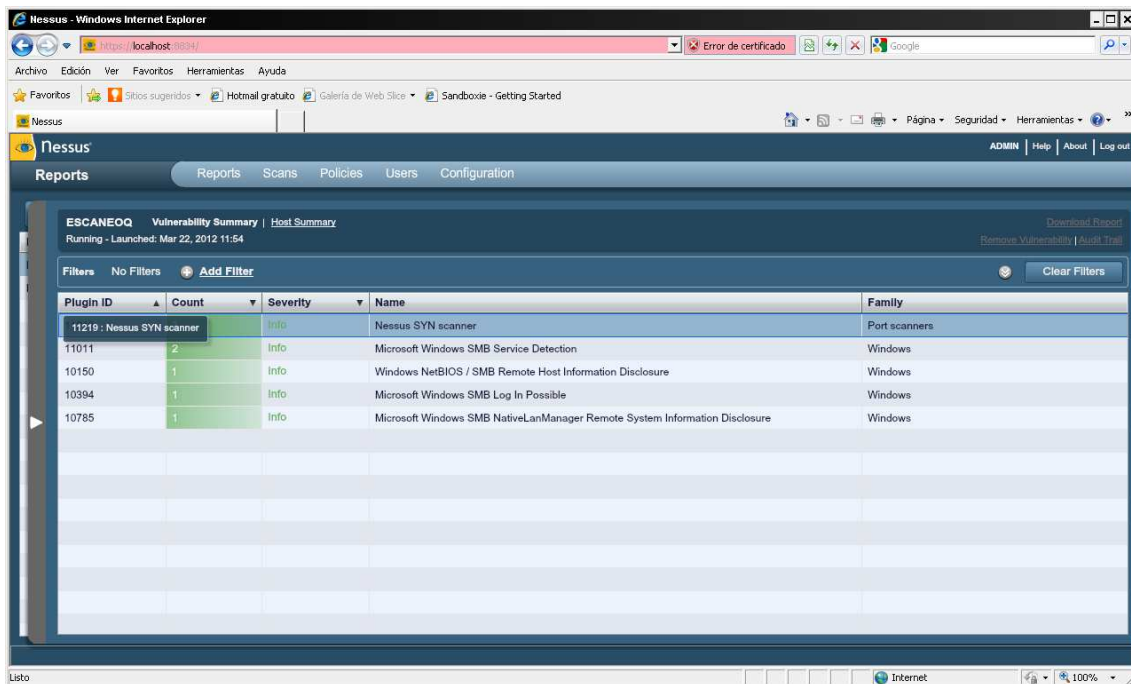 Nessus - Windows Internet Explorer
https://localhost:8834/
Error de certificado
Google
Archivo Edición Ver Favoritos Herramientas Ayuda
Favoritos Sitios sugeridos Hotmail gratuito Galería de Web Slice Sandboxie - Getting Started
Nessus
Página Seguridad Herramientas
Nessus
ADMIN | Help | About | Log out
Reports
Reports Scans Policies Users Configuration
ESCANEOQ Vulnerability Summary | Host Summary
Download Report
Running - Launched: Mar 22, 2012 11:54
Remove Vulnerability | Audit Trail
Filters No Filters Add Filter
Clear Filters
Plugin ID Count Severity Name Family
11219 : Nessus SYN scanner Info Nessus SYN scanner Port scanners
11011 2 Info Microsoft Windows SMB Service Detection Windows
10150 1 Info Windows NetBIOS / SMB Remote Host Information Disclosure Windows
10394 1 Info Microsoft Windows SMB Log In Possible Windows
10785 1 Info Microsoft Windows SMB NativeLanManager Remote System Information Disclosure Windows
Listo
Internet
100%